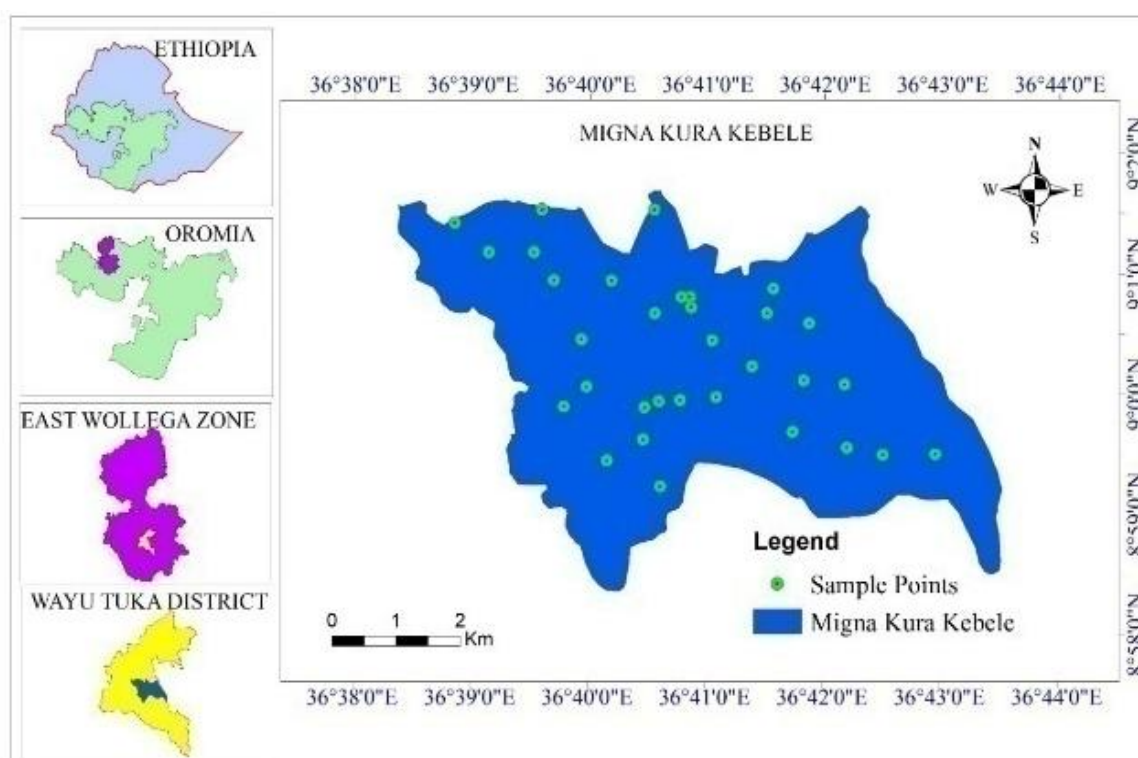 ETHIOPIA
OROMIA
EAST WOLLEGA ZONE
WAYU TUKA DISTRICT
36°38'0"E 36°39'0"E 36°40'0"E 36°41'0"E 36°42'0"E 36°43'0"E 36°44'0"E
MIGNA KURA KEBELE
N
W E
S
Legend
Sample Points
Migna Kura Kebele
0 1 2
Km
36°38'0"E 36°39'0"E 36°40'0"E 36°41'0"E 36°42'0"E 36°43'0"E 36°44'0"E